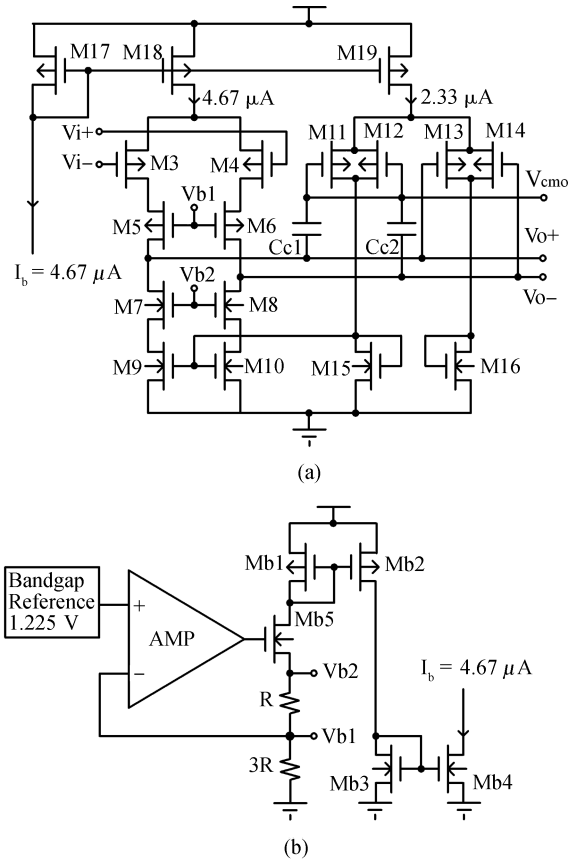 M17
M18
M19
4.67 μA
2.33 μA
Vi+
Vi−
M3
M4
M11
M12
M13
M14
Vcmo
Vb1
M5
M6
Cc1
Cc2
Vo+
Ib = 4.67 μA
Vb2
Vo−
M7
M8
M9
M10
M15
M16
(a)
Bandgap
Reference
1.225 V
+
−
AMP
Mb1
Mb2
Mb5
Vb2
R
Vb1
3R
Ib = 4.67 μA
Mb3
Mb4
(b)